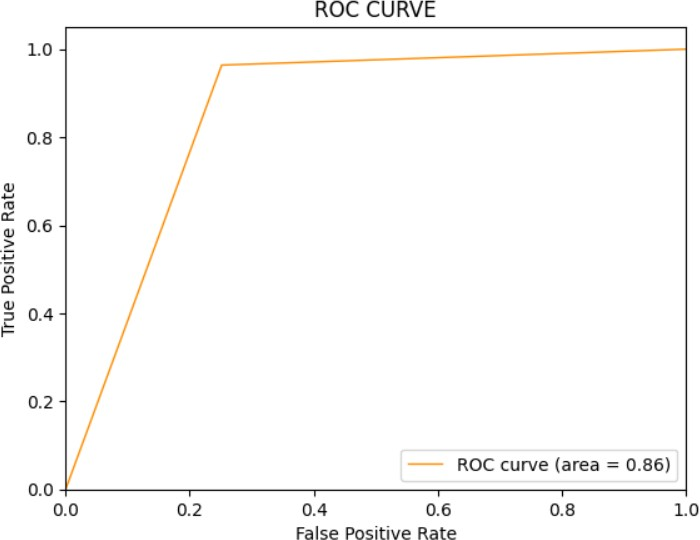 ROC CURVE
True Positive Rate
1.0
0.8
0.6
0.4
0.2
0.0
ROC curve (area = 0.86)
0.0 0.2 0.4 0.6 0.8 1.0
False Positive Rate